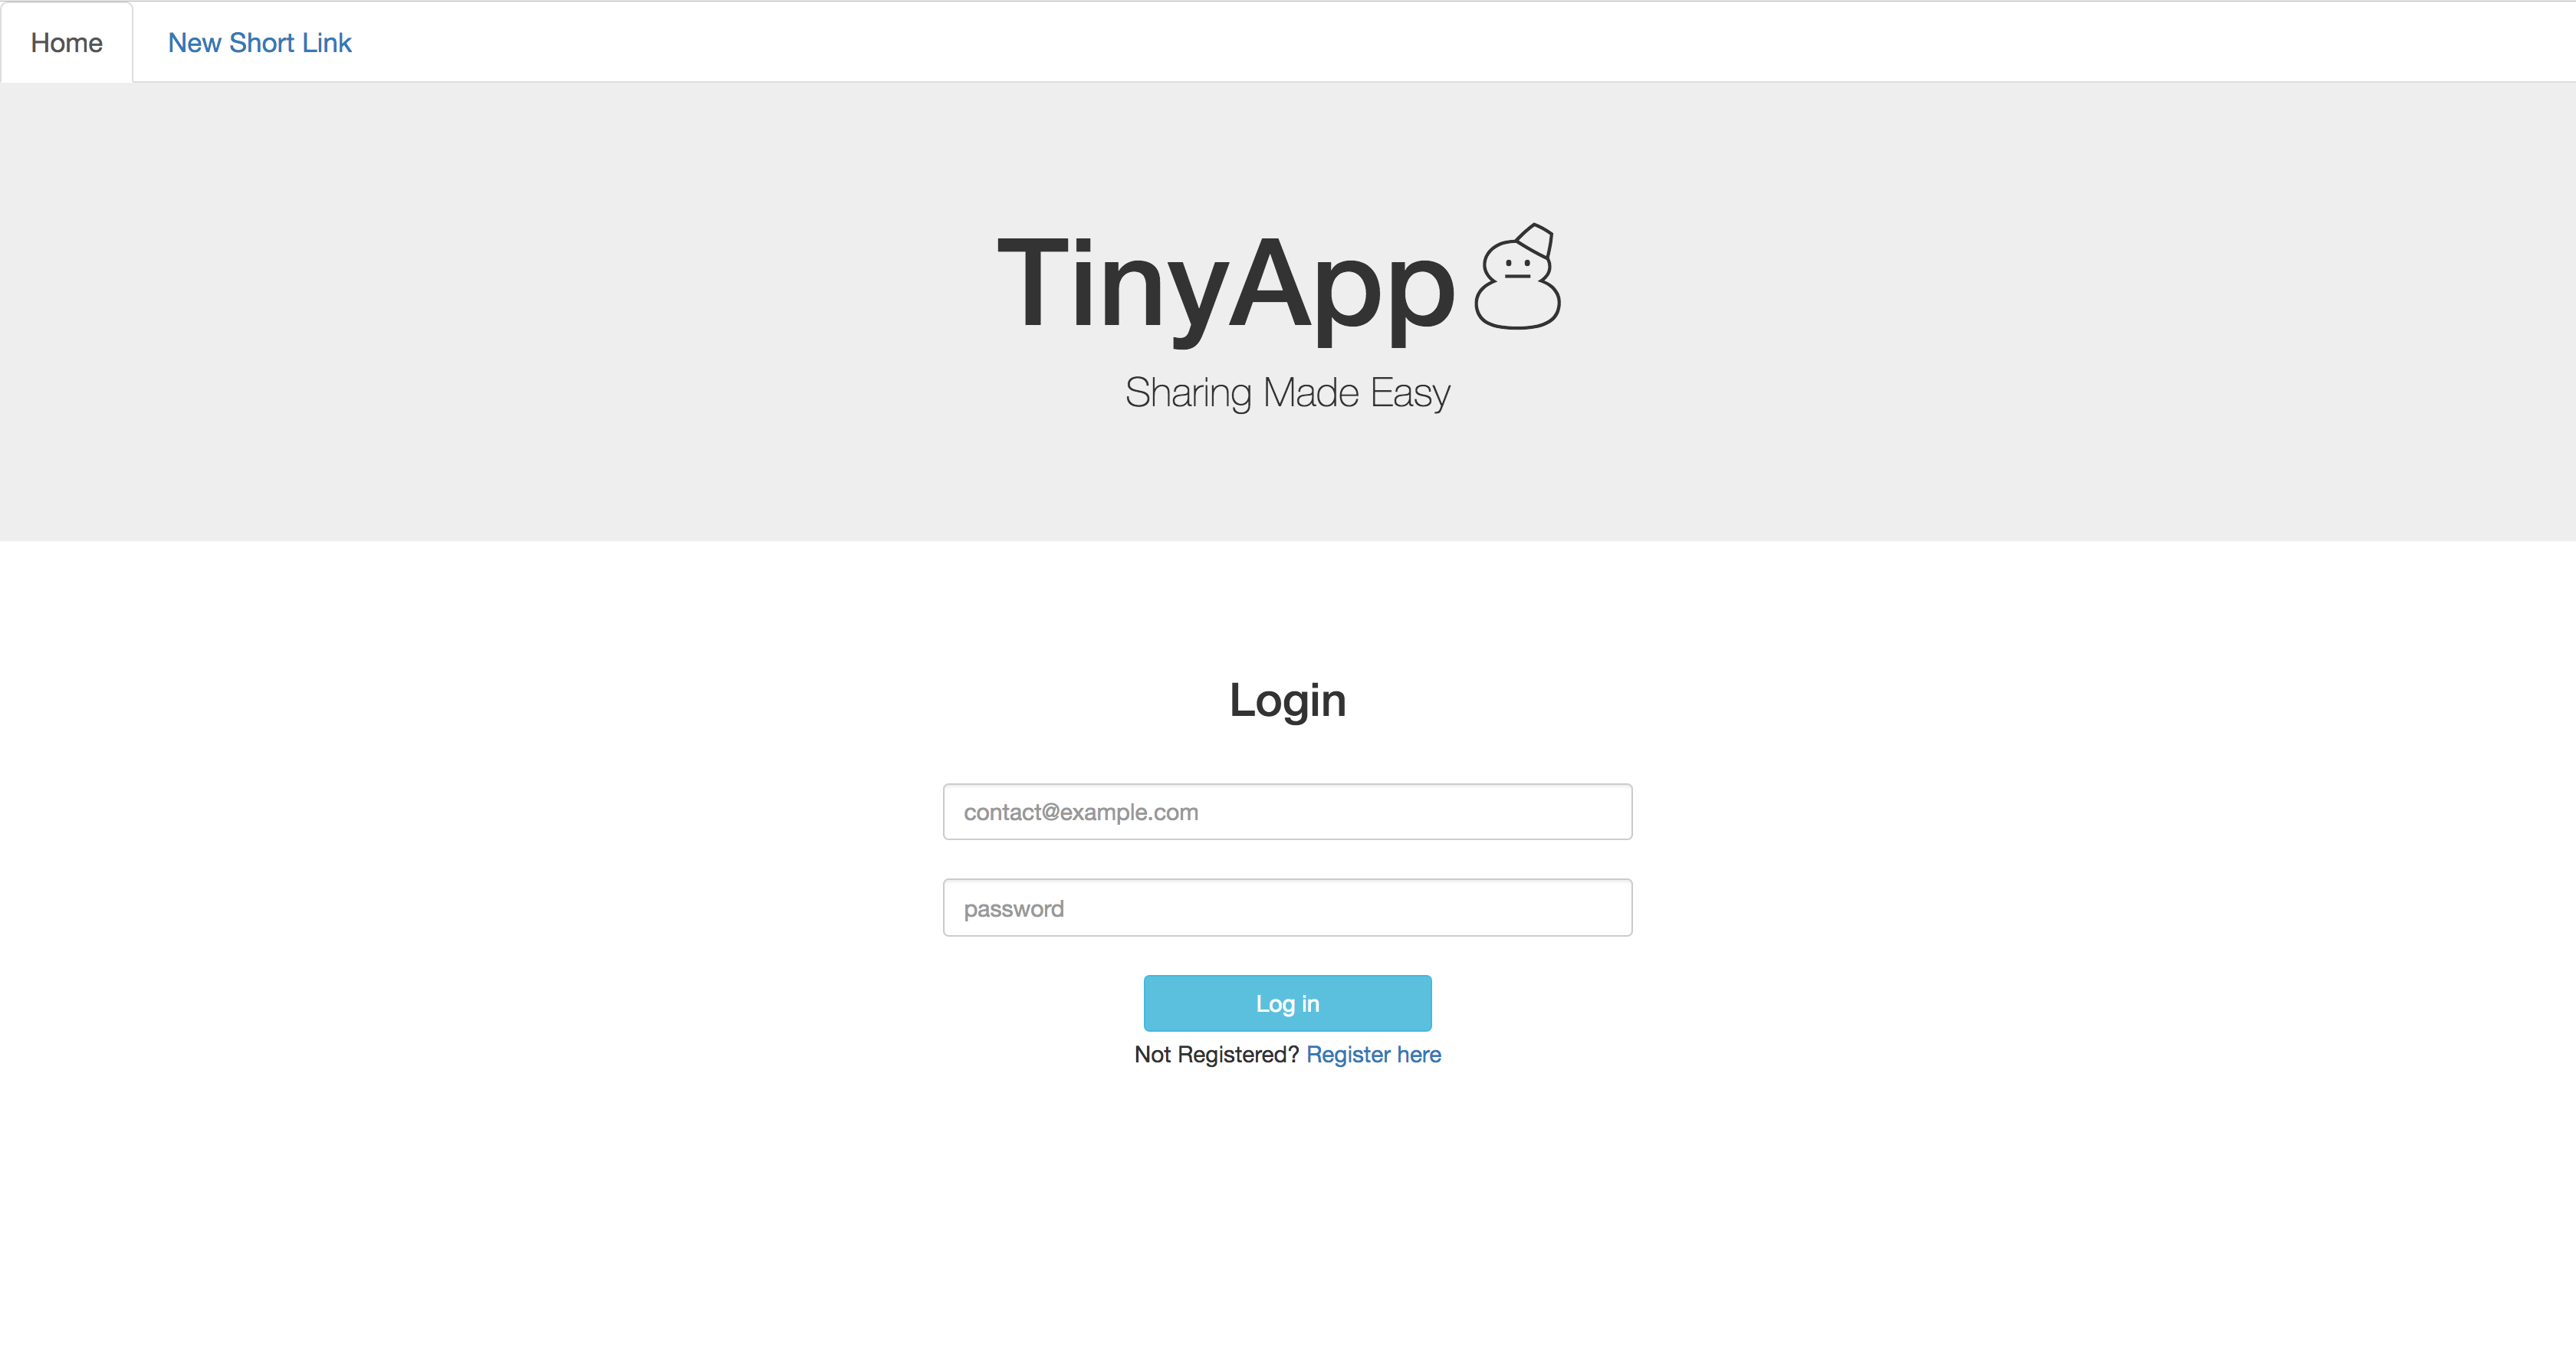 Home New Short Link
TinyApp
Sharing Made Easy
Login
contact@example.com
password
Log in
Not Registered? Register here